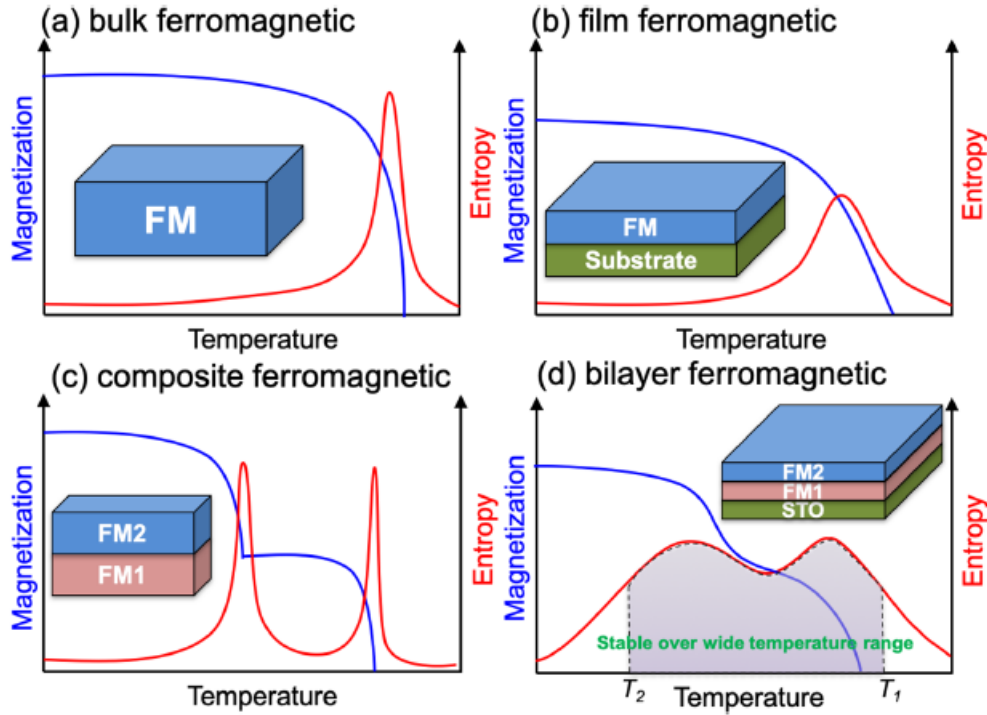 (a) bulk ferromagnetic
Magnetization
FM
Entropy
Temperature
(b) film ferromagnetic
Magnetization
FM
Substrate
Entropy
Temperature
(c) composite ferromagnetic
Magnetization
FM2
FM1
Entropy
Temperature
(d) bilayer ferromagnetic
Magnetization
FM2
FM1
STO
Entropy
Stable over wide temperature range
T2 Temperature T1